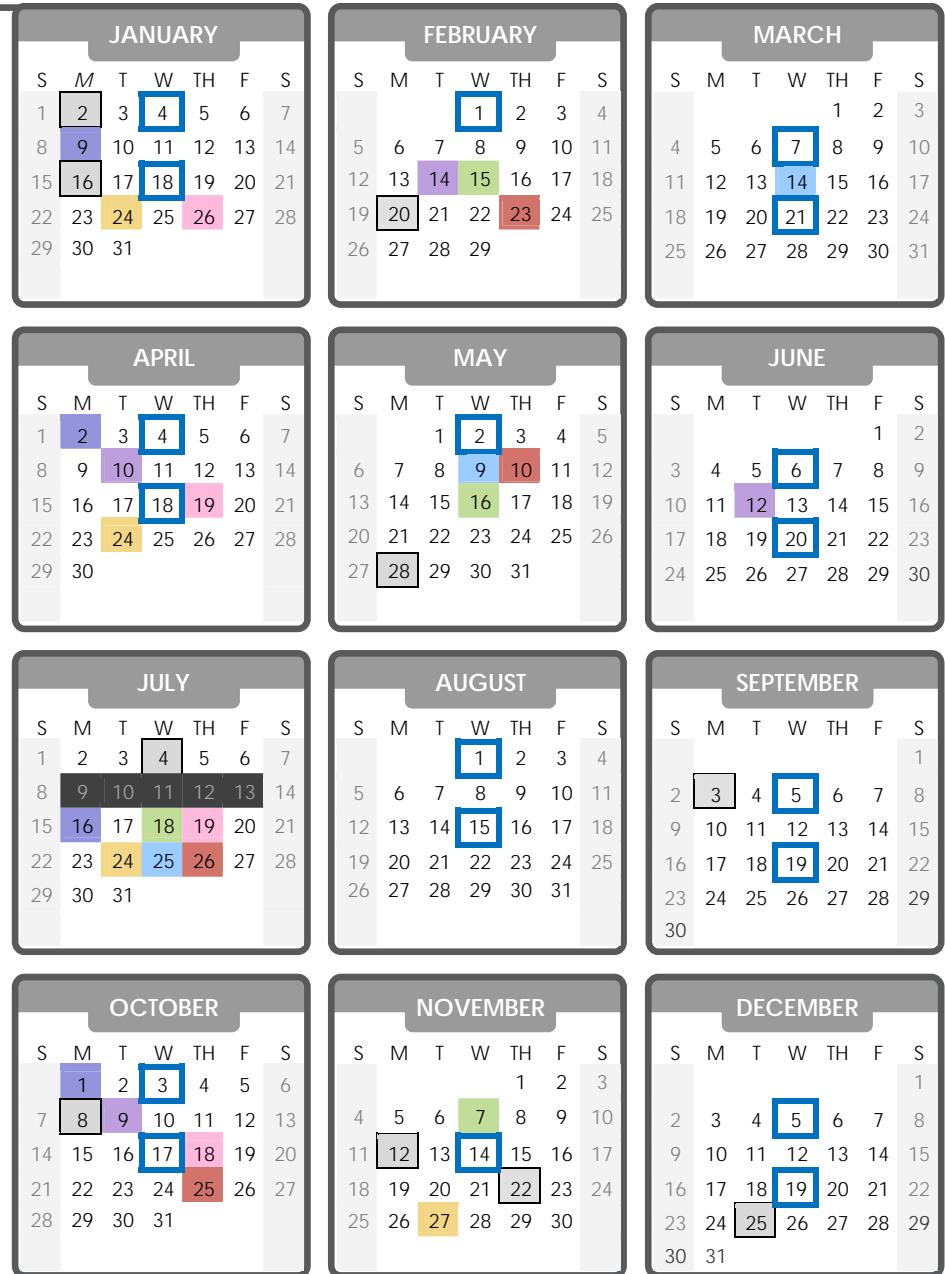 JANUARY
S M T W TH F S
1 2 3 4 5 6 7
8 9 10 11 12 13 14
15 16 17 18 19 20 21
22 23 24 25 26 27 28
29 30 31
FEBRUARY
S M T W TH F S
1 2 3 4
5 6 7 8 9 10 11
12 13 14 15 16 17 18
19 20 21 22 23 24 25
26 27 28 29
MARCH
S M T W TH F S
1 2 3
4 5 6 7 8 9 10
11 12 13 14 15 16 17
18 19 20 21 22 23 24
25 26 27 28 29 30 31
APRIL
S M T W TH F S
1 2 3 4 5 6 7
8 9 10 11 12 13 14
15 16 17 18 19 20 21
22 23 24 25 26 27 28
29 30
MAY
S M T W TH F S
1 2 3 4 5
6 7 8 9 10 11 12
13 14 15 16 17 18 19
20 21 22 23 24 25 26
27 28 29 30 31
JUNE
S M T W TH F S
1 2
3 4 5 6 7 8 9
10 11 12 13 14 15 16
17 18 19 20 21 22 23
24 25 26 27 28 29 30
JULY
S M T W TH F S
1 2 3 4 5 6 7
8 9 10 11 12 13 14
15 16 17 18 19 20 21
22 23 24 25 26 27 28
29 30 31
AUGUST
S M T W TH F S
1 2 3 4
5 6 7 8 9 10 11
12 13 14 15 16 17 18
19 20 21 22 23 24 25
26 27 28 29 30 31
SEPTEMBER
S M T W TH F S
1
2 3 4 5 6 7 8
9 10 11 12 13 14 15
16 17 18 19 20 21 22
23 24 25 26 27 28 29
30
OCTOBER
S M T W TH F S
1 2 3 4 5 6
7 8 9 10 11 12 13
14 15 16 17 18 19 20
21 22 23 24 25 26 27
28 29 30 31
NOVEMBER
S M T W TH F S
1 2 3
4 5 6 7 8 9 10
11 12 13 14 15 16 17
18 19 20 21 22 23 24
25 26 27 28 29 30
DECEMBER
S M T W TH F S
1
2 3 4 5 6 7 8
9 10 11 12 13 14 15
16 17 18 19 20 21 22
23 24 25 26 27 28 29
30 31